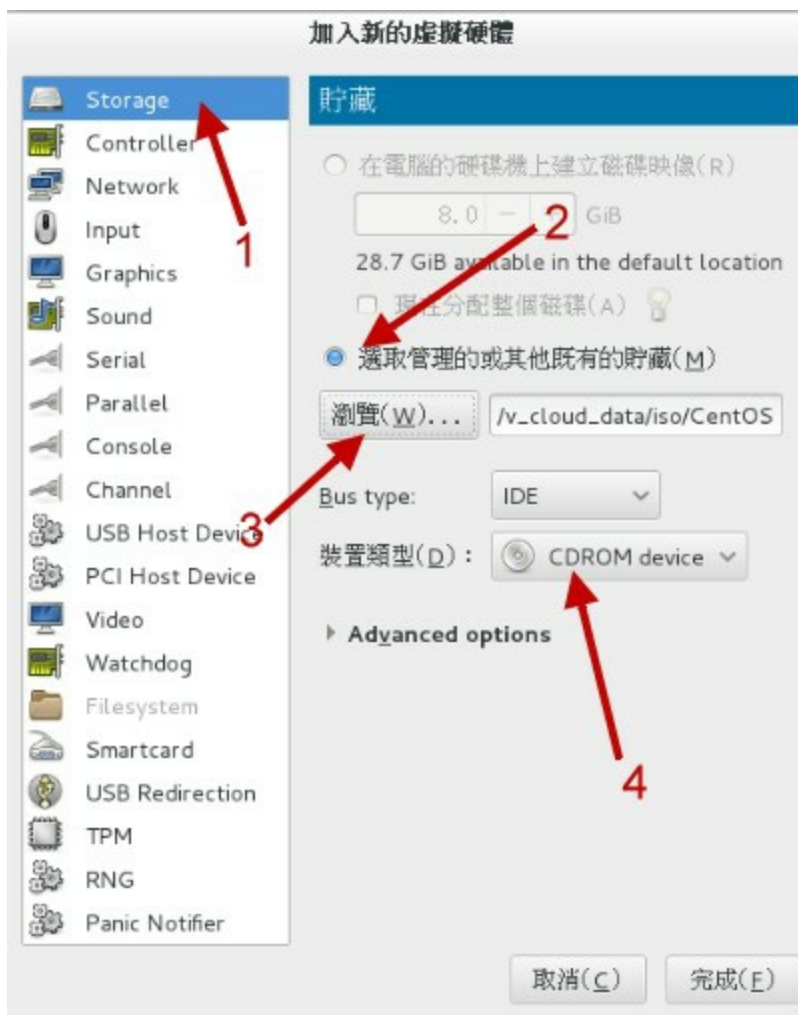 加入新的虛擬硬體
Storage
Controller
Network
Input
Graphics
Sound
Serial
Parallel
Console
Channel
USB Host Device
PCI Host Device
Video
Watchdog
Filesystem
Smartcard
USB Redirection
TPM
RNG
Panic Notifier
1
貯藏
在電腦的硬碟機上建立磁碟映像(R)
8.0 − GiB
2
28.7 GiB available in the default location
現在分配整個磁碟(A)
選取管理的或其他既有的貯藏(M)
瀏覽(W)... /v_cloud_data/iso/CentOS
3
Bus type: IDE
裝置類型(D)： CDROM device
Advanced options
4
取消(C) 完成(F)